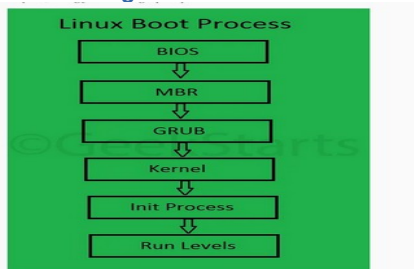 Linux Boot Process
BIOS
MBR
GRUB
©GeekStarts
Kernel
Init Process
Run Levels